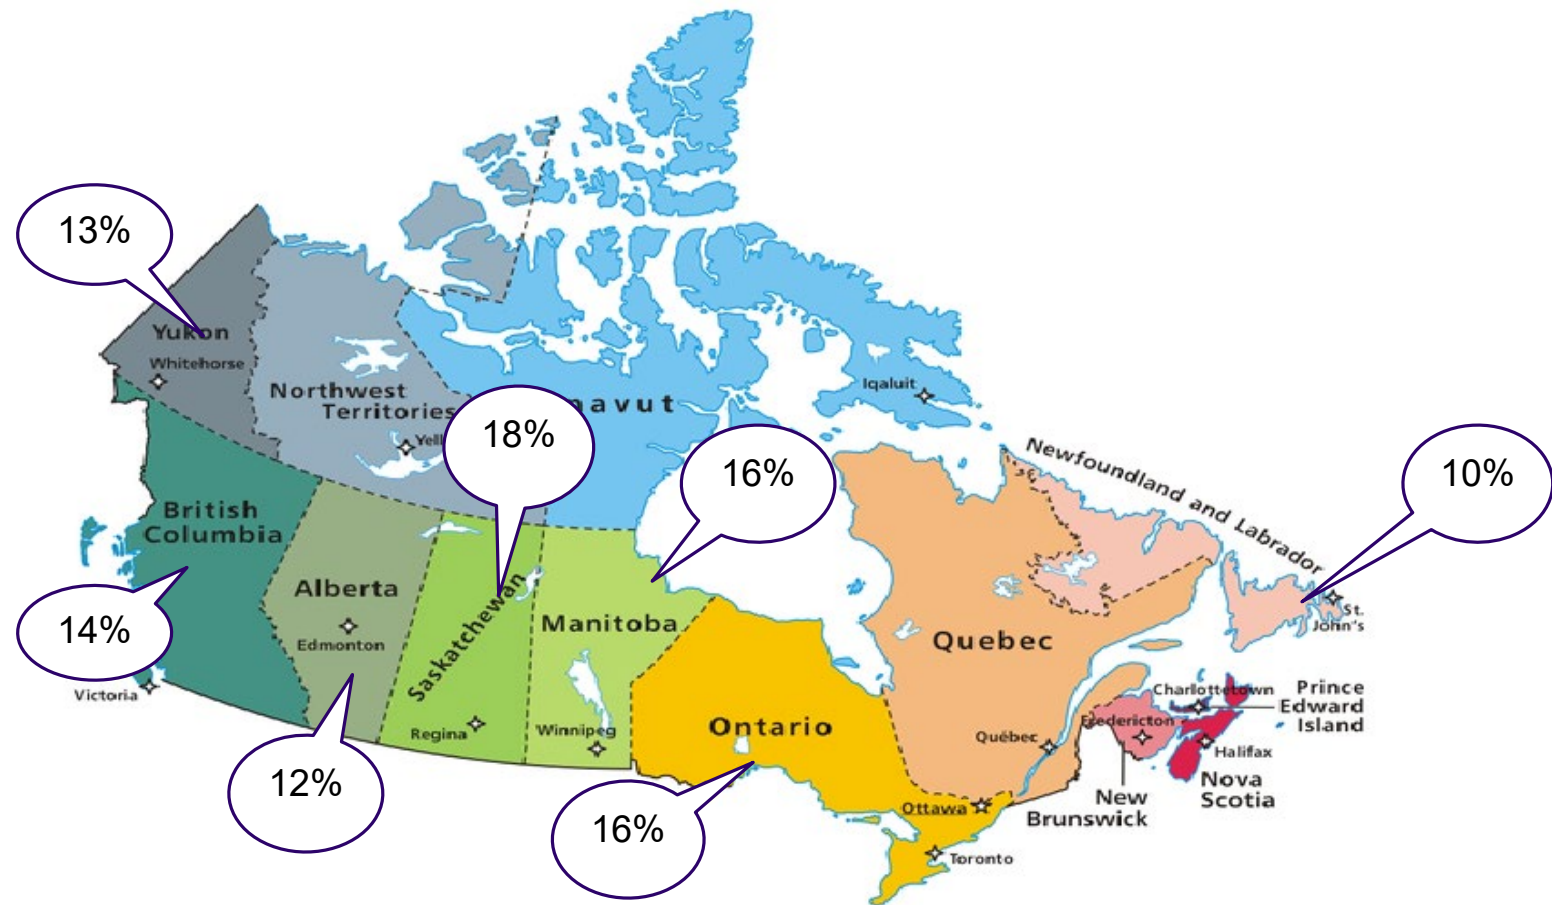 13%
Yukon
Whitehorse
Northwest
Territories
Yell
18%
navut
Iqaluit
16%
Newfoundland and Labrador
10%
British
Columbia
14%
Victoria
Alberta
Edmonton
12%
Saskatchewan
Regina
Manitoba
Winnipeg
Ontario
16%
Ottawa
Toronto
Quebec
Québec
St.
John's
Charlottetown
Prince
Edward
Island
Fredericton
Halifax
Nova
Scotia
New
Brunswick